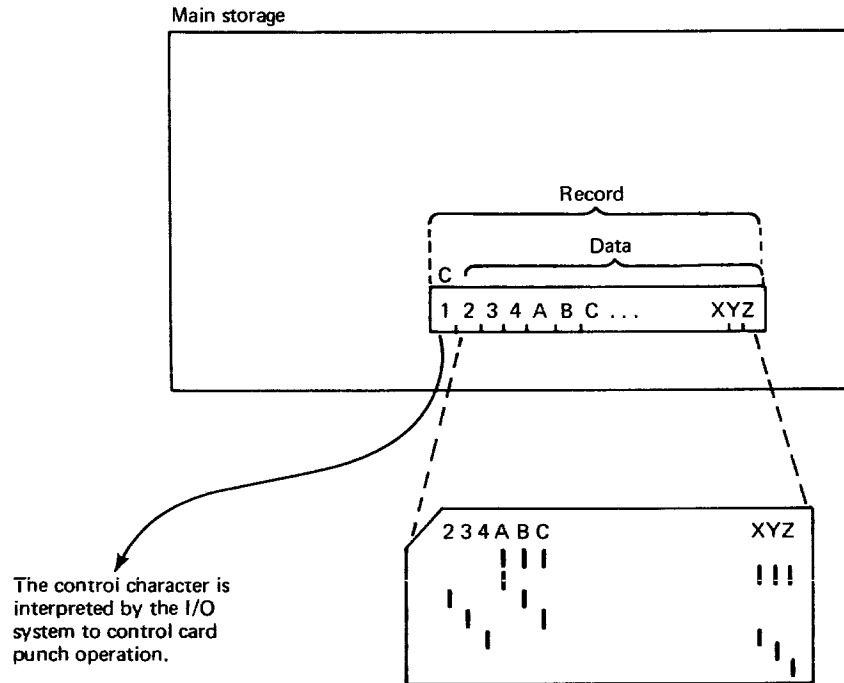 Main storage
Record
Data
C
1 2 3 4 A B C ... XYZ
2 3 4 A B C XYZ
The control character is
interpreted by the I/O
system to control card
punch operation.